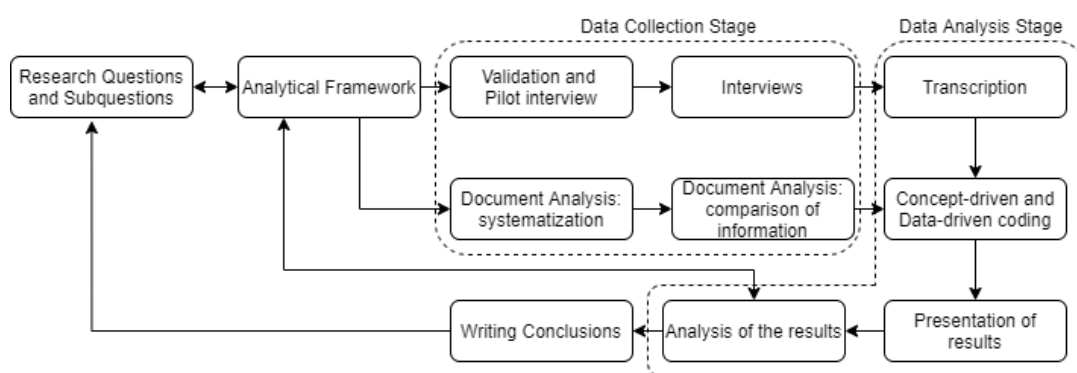 Data Collection Stage
Data Analysis Stage
Research Questions
and Subquestions
Analytical Framework
Validation and
Pilot interview
Interviews
Transcription
Document Analysis:
systematization
Document Analysis:
comparison of
information
Concept-driven and
Data-driven coding
Writing Conclusions
Analysis of the results
Presentation of
results